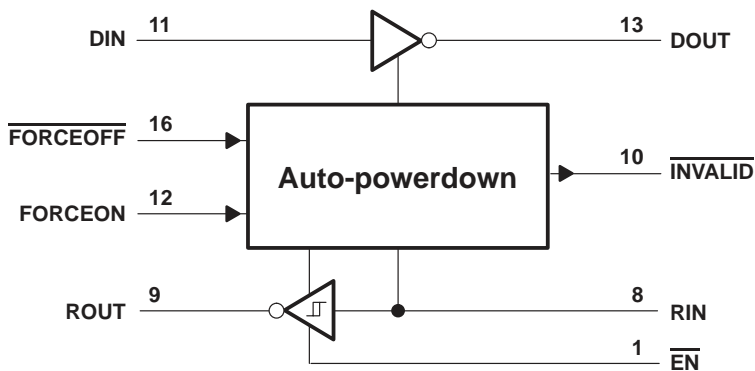 DIN 11 13 DOUT
FORCEOFF 16
Auto-powerdown
10 INVALID
FORCEON 12
ROUT 9 8 RIN
1 EN